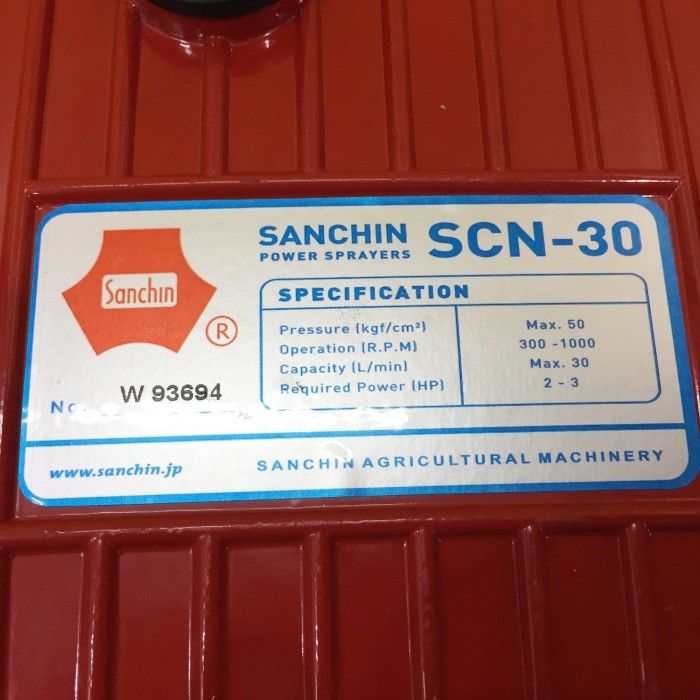 Sanchin
®
SANCHIN
POWER SPRAYERS
SCN-30
SPECIFICATION
Pressure (kgf/cm²) Max. 50
Operation (R.P.M) 300 -1000
Capacity (L/min) Max. 30
Required Power (HP) 2 - 3
No. W 93694
www.sanchin.jp SANCHIN AGRICULTURAL MACHINERY